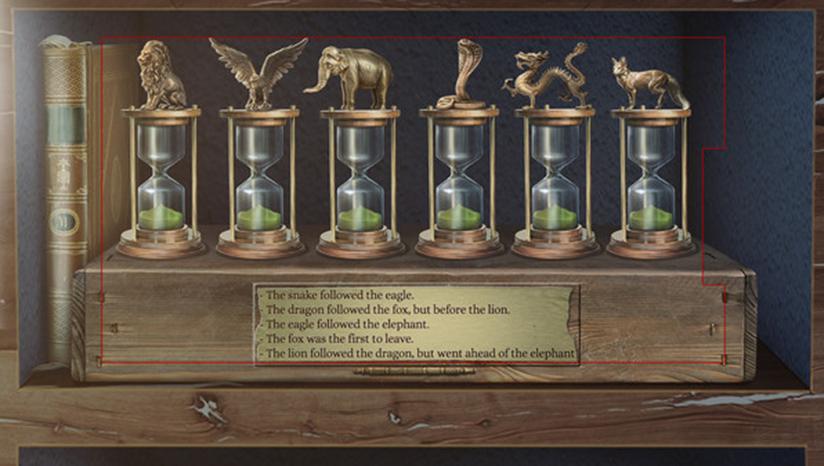 - The snake followed the eagle.
- The dragon followed the fox, but before the lion.
- The eagle followed the elephant.
- The fox was the first to leave.
- The lion followed the dragon, but went ahead of the elephant